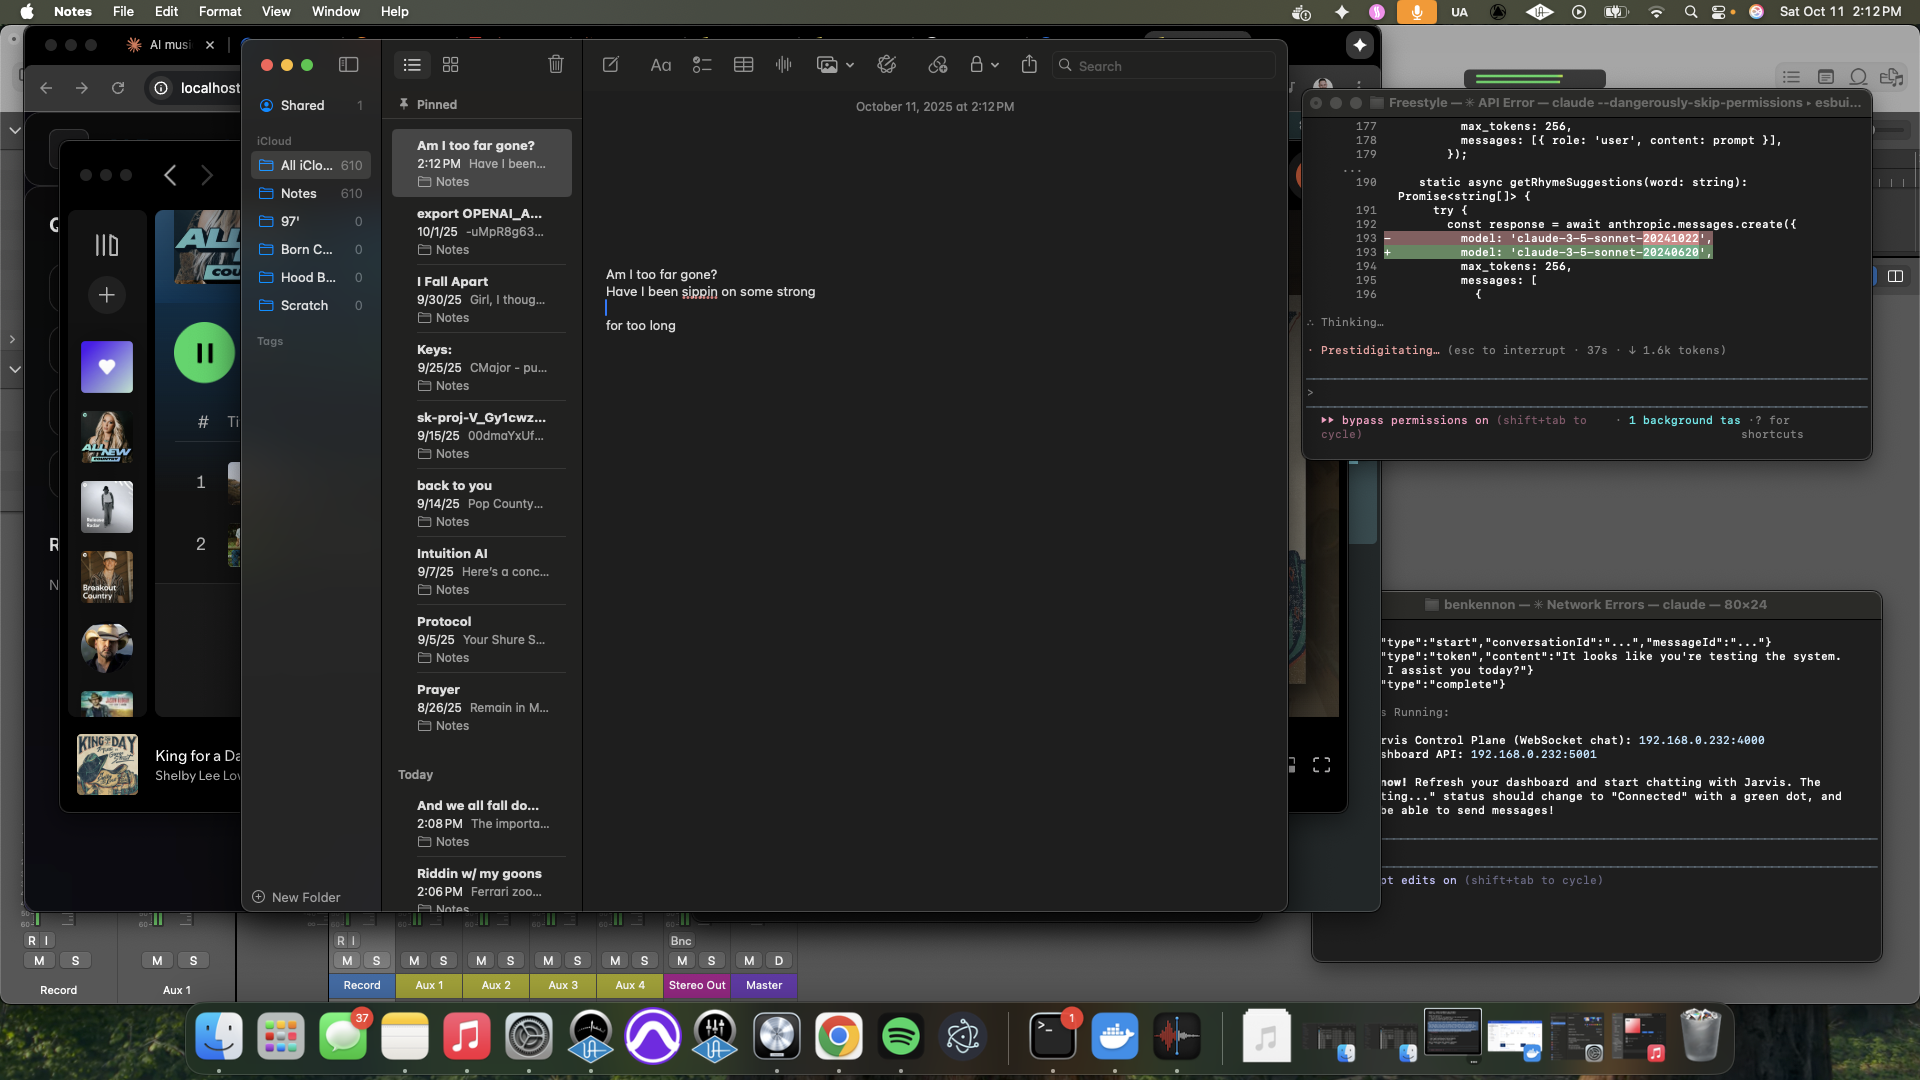 Notes File Edit Format View Window Help
UA
Sat Oct 11 2:12 PM
AI musi
localhost
Shared 1
iCloud
All iClo... 610
Notes 610
97' 0
Born C... 0
Hood B... 0
Scratch 0
Tags
New Folder
Pinned
Am I too far gone?
2:12 PM Have I been...
Notes
export OPENAI_A...
10/1/25 -uMpR8g63...
Notes
I Fall Apart
9/30/25 Girl, I thoug...
Notes
Keys:
9/25/25 CMajor - pu...
Notes
sk-proj-V_Gy1cwz...
9/15/25 00dmaYxUf...
Notes
back to you
9/14/25 Pop County...
Notes
Intuition AI
9/7/25 Here's a conc...
Notes
Protocol
9/5/25 Your Shure S...
Notes
Prayer
8/26/25 Remain in M...
Notes
Today
And we all fall do...
2:08 PM The importa...
Notes
Riddin w/ my goons
2:06 PM Ferrari zoo...
Notes
Aa
Search
October 11, 2025 at 2:12 PM
Am I too far gone?
Have I been sippin on some strong
for too long
# Ti
1
2
ALL NEW
Release Radar
Breakout Country
KING FOR A DAY
King for a Da
Shelby Lee Lov
Freestyle — ✳ API Error — claude --dangerously-skip-permissions ▸ esbui...
177 max_tokens: 256,
178 messages: [{ role: 'user', content: prompt }],
179 });
...
190 static async getRhymeSuggestions(word: string):
Promise<string[]> {
191 try {
192 const response = await anthropic.messages.create({
193 - model: 'claude-3-5-sonnet-20241022',
193 + model: 'claude-3-5-sonnet-20240620',
194 max_tokens: 256,
195 messages: [
196 {
∴ Thinking…
· Prestidigitating… (esc to interrupt · 37s · ↓ 1.6k tokens)
>
▸▸ bypass permissions on (shift+tab to cycle) · 1 background tas · ? for shortcuts
benkennon — ✳ Network Errors — claude — 80×24
"type":"start","conversationId":"...","messageId":"..."}
"type":"token","content":"It looks like you're testing the system.
I assist you today?"}
"type":"complete"}
s Running:
rvis Control Plane (WebSocket chat): 192.168.0.232:4000
shboard API: 192.168.0.232:5001
now! Refresh your dashboard and start chatting with Jarvis. The
ting..." status should change to "Connected" with a green dot, and
be able to send messages!
ot edits on (shift+tab to cycle)
R I
R I
Bnc
M S
M S
M S
M S
M S
M S
M S
M S
M D
Record
Aux 1
Record
Aux 1
Aux 2
Aux 3
Aux 4
Stereo Out
Master
37
1